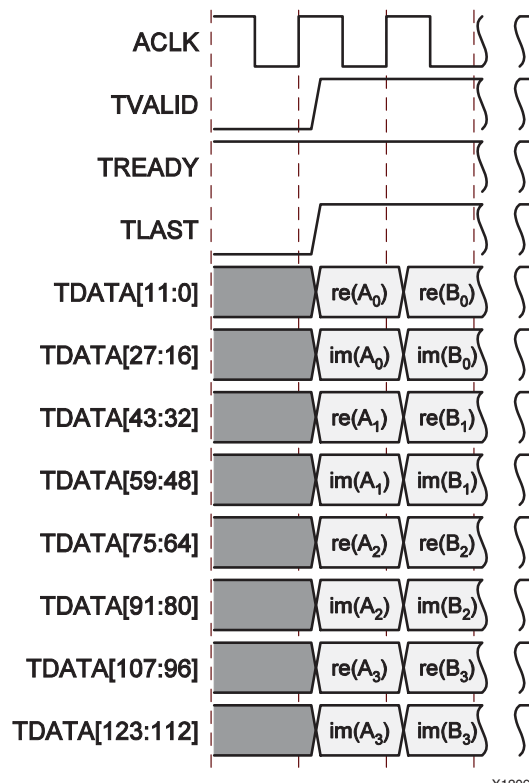 ACLK
TVALID
TREADY
TLAST
TDATA[11:0] re(A₀) re(B₀)
TDATA[27:16] im(A₀) im(B₀)
TDATA[43:32] re(A₁) re(B₁)
TDATA[59:48] im(A₁) im(B₁)
TDATA[75:64] re(A₂) re(B₂)
TDATA[91:80] im(A₂) im(B₂)
TDATA[107:96] re(A₃) re(B₃)
TDATA[123:112] im(A₃) im(B₃)